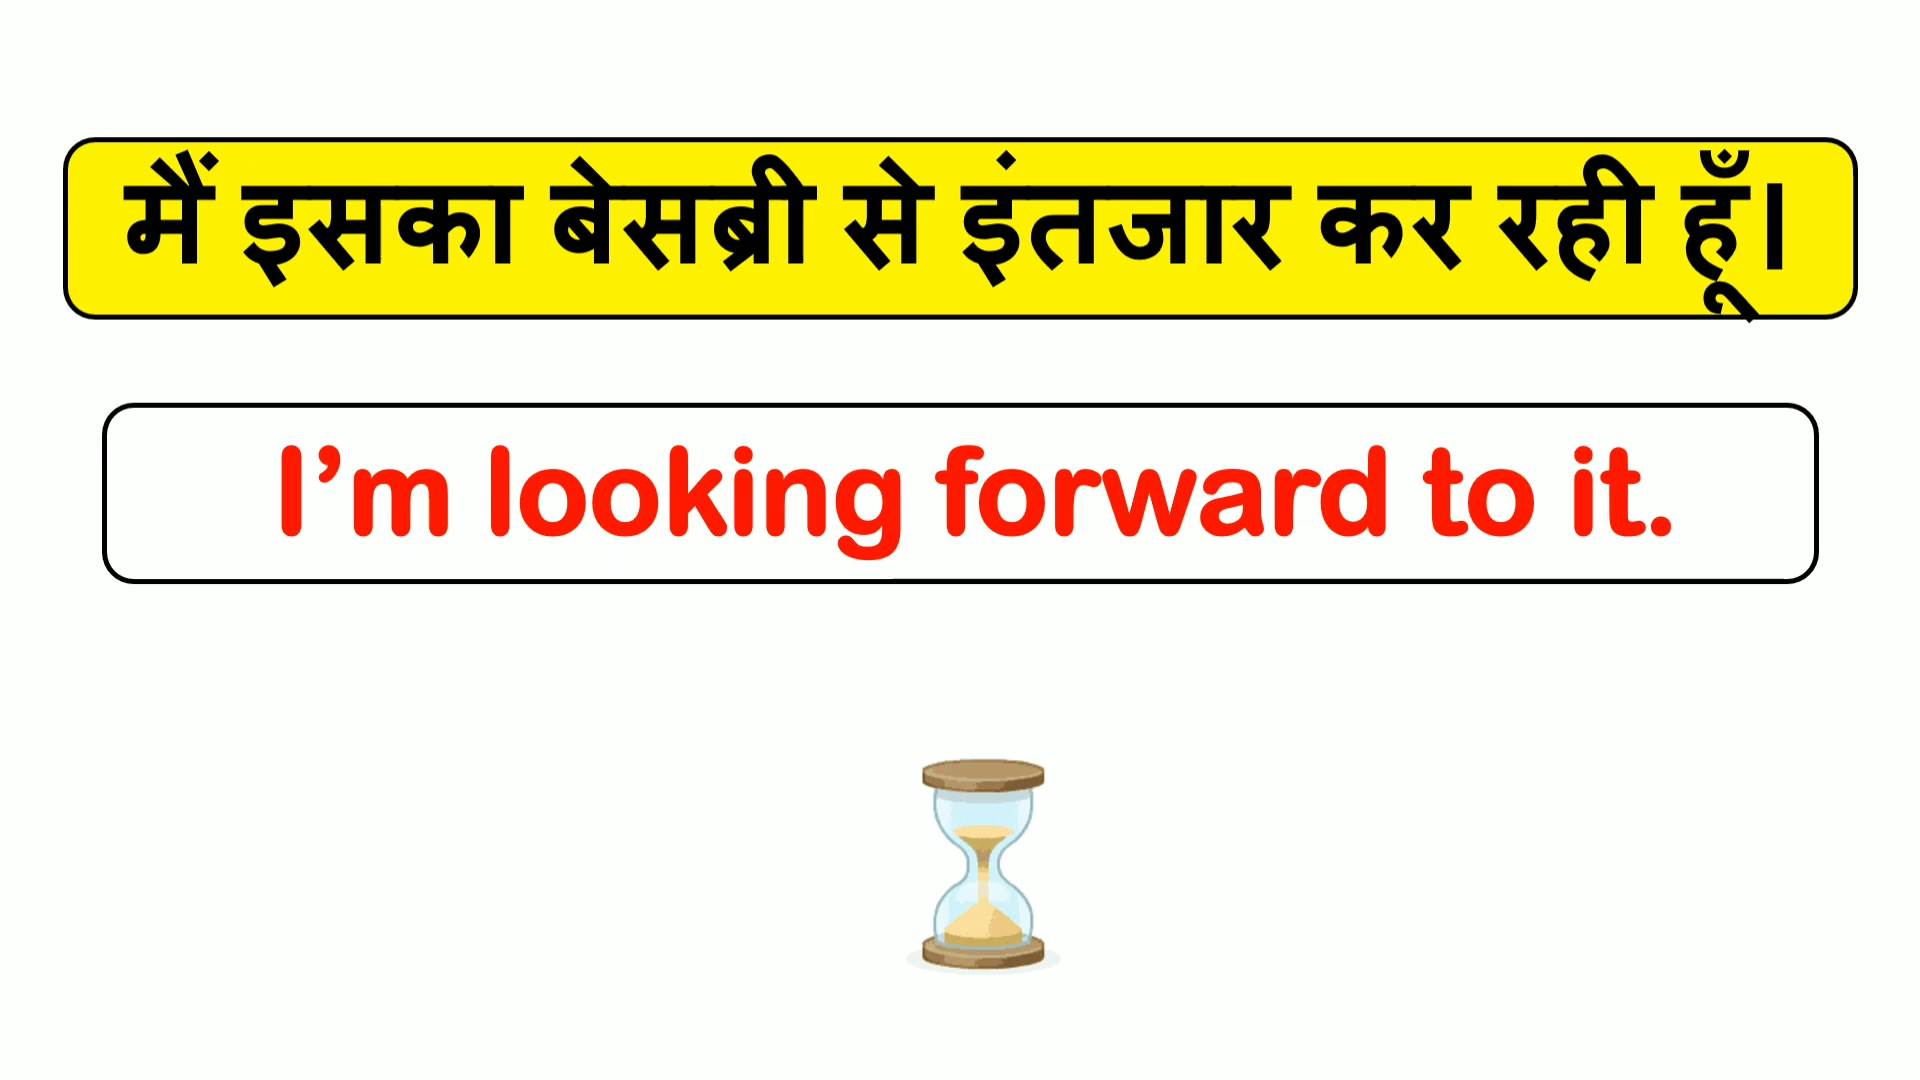 मैं इसका बेसब्री से इंतजार कर रही हूँ।
I’m looking forward to it.